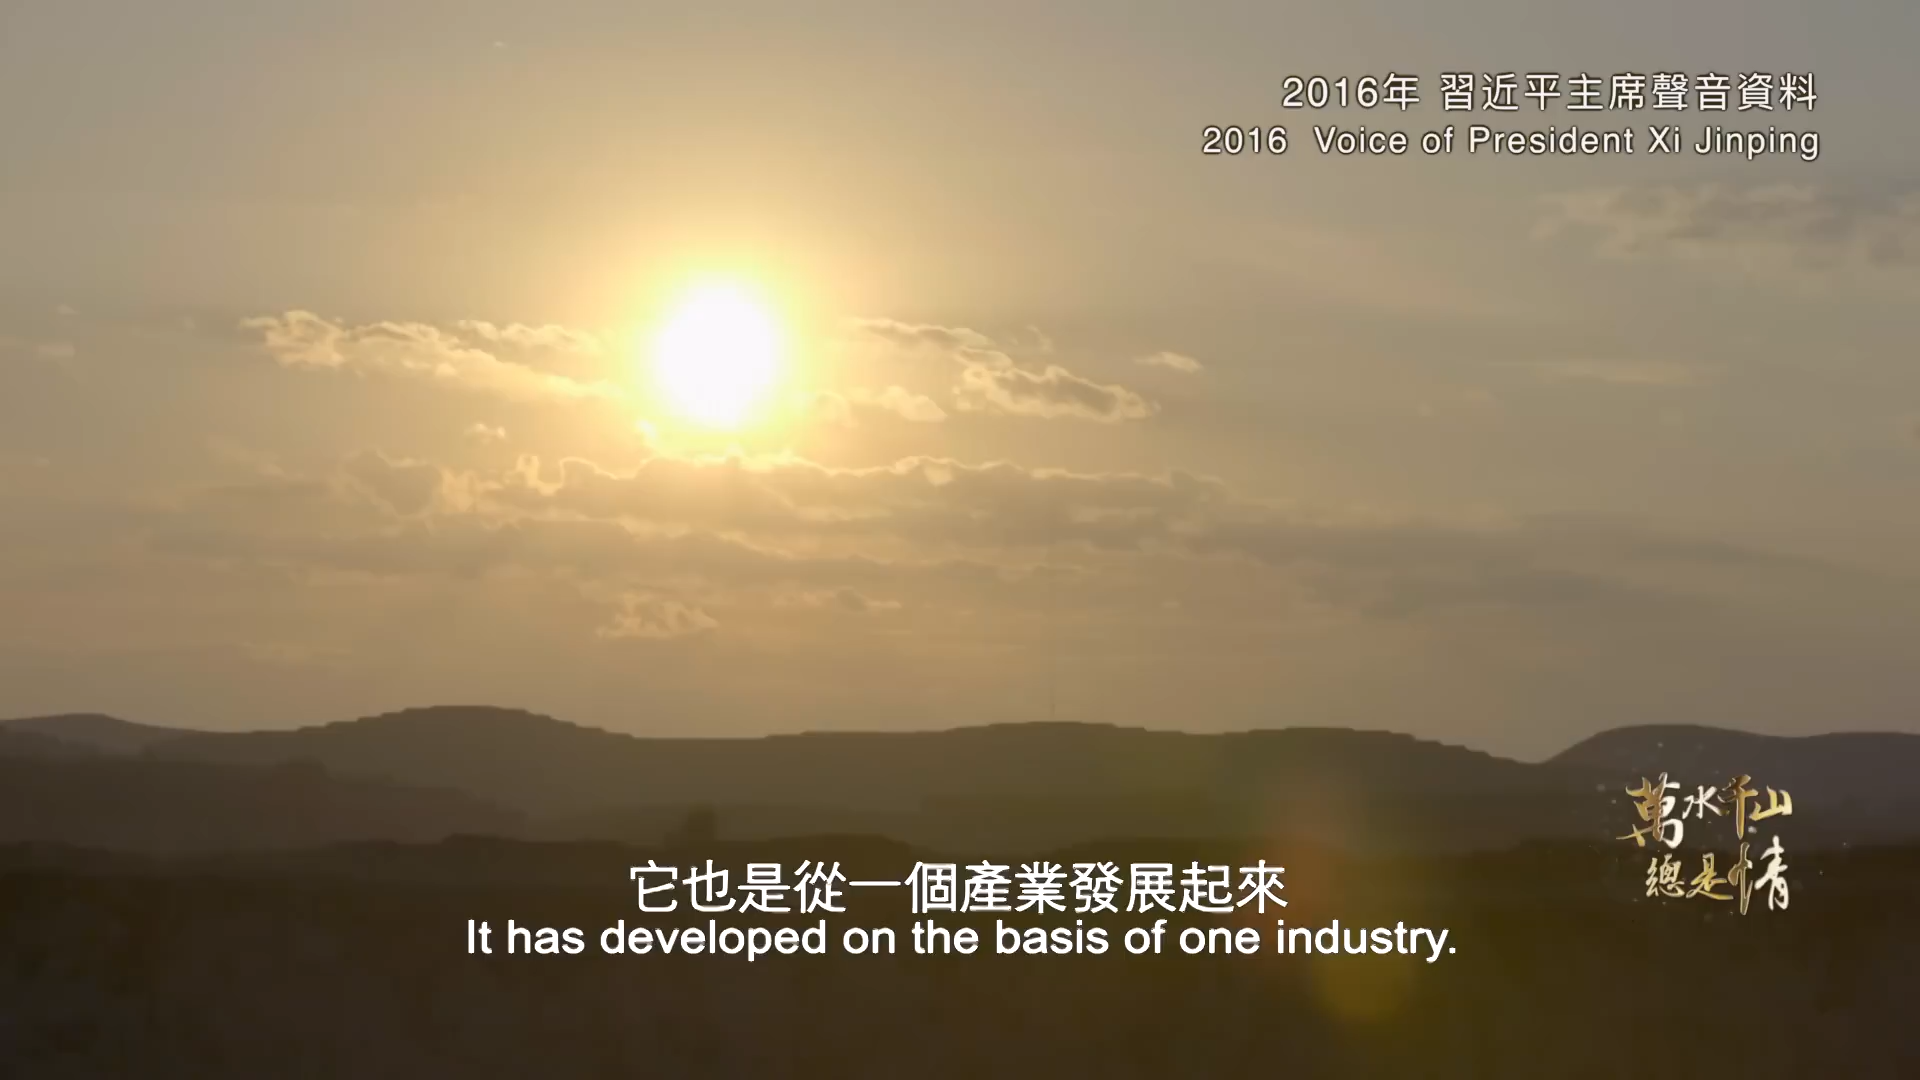 2016年 習近平主席聲音資料
2016 Voice of President Xi Jinping
萬水千山
總是情
它也是從一個產業發展起來
It has developed on the basis of one industry.